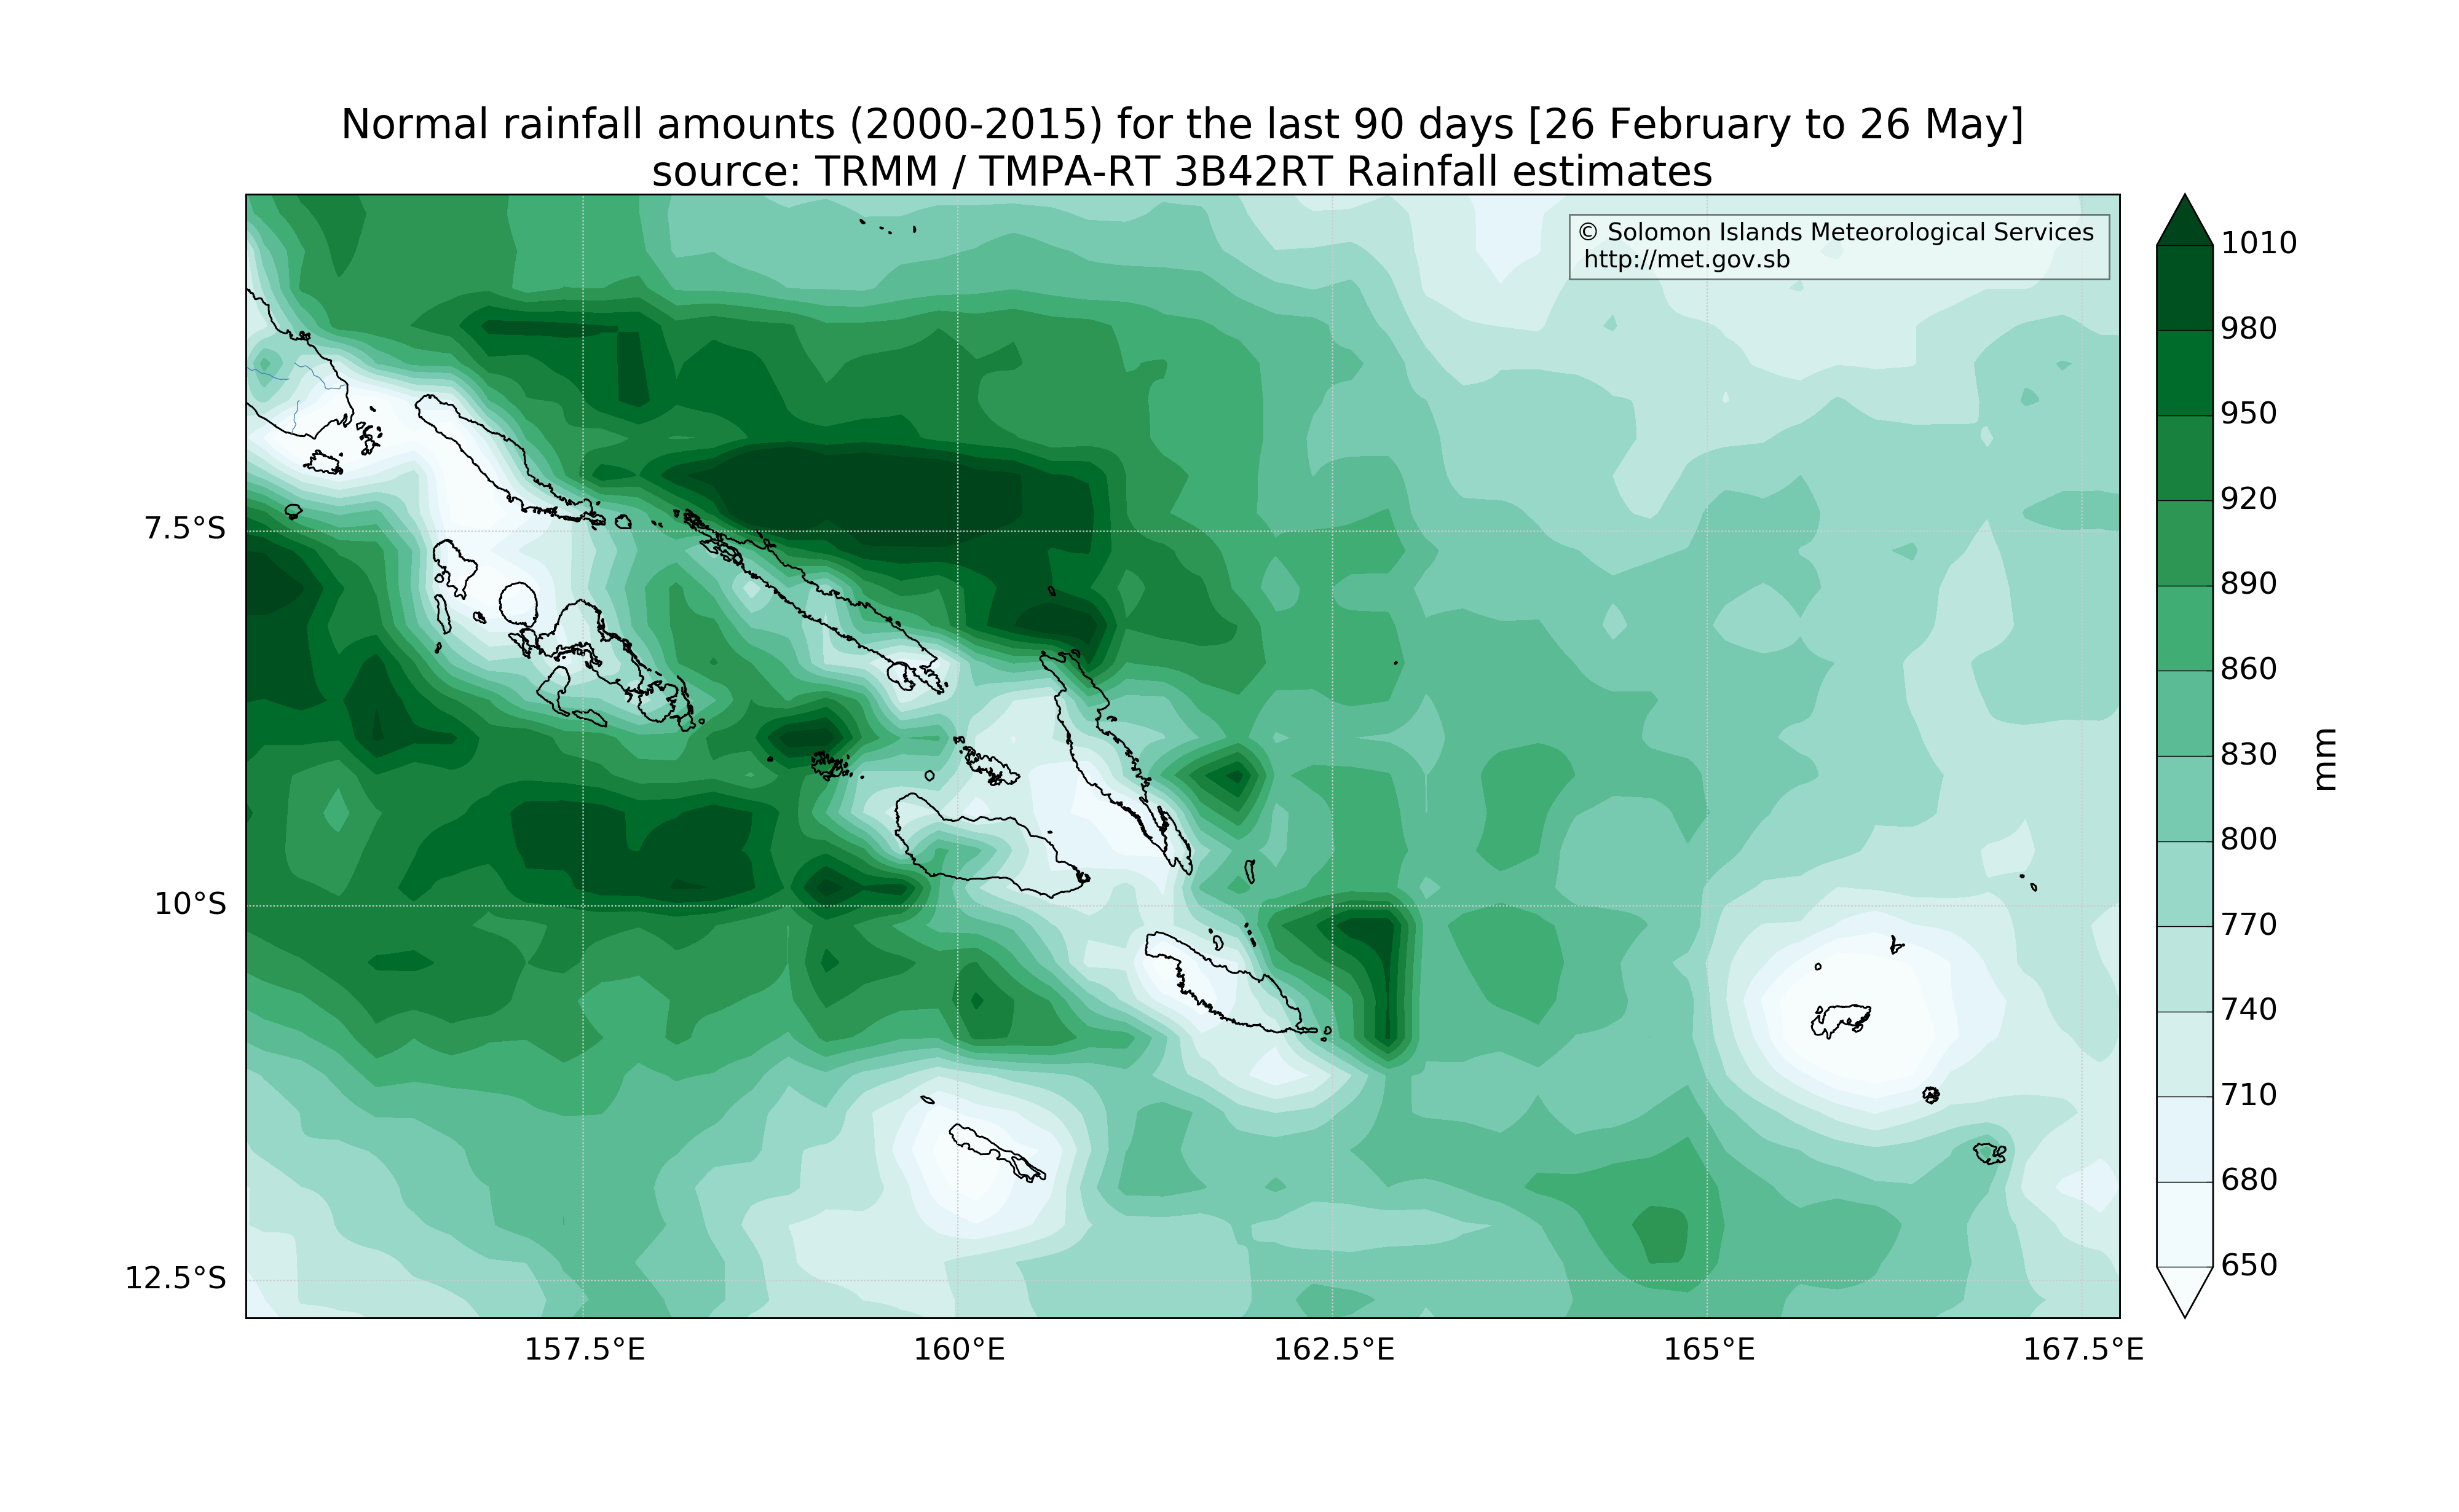 Normal rainfall amounts (2000-2015) for the last 90 days [26 February to 26 May]
source: TRMM / TMPA-RT 3B42RT Rainfall estimates
© Solomon Islands Meteorological Services
http://met.gov.sb
7.5°S
10°S
12.5°S
157.5°E
160°E
162.5°E
165°E
167.5°E
1010
980
950
920
890
860
830
800
770
740
710
680
650
mm